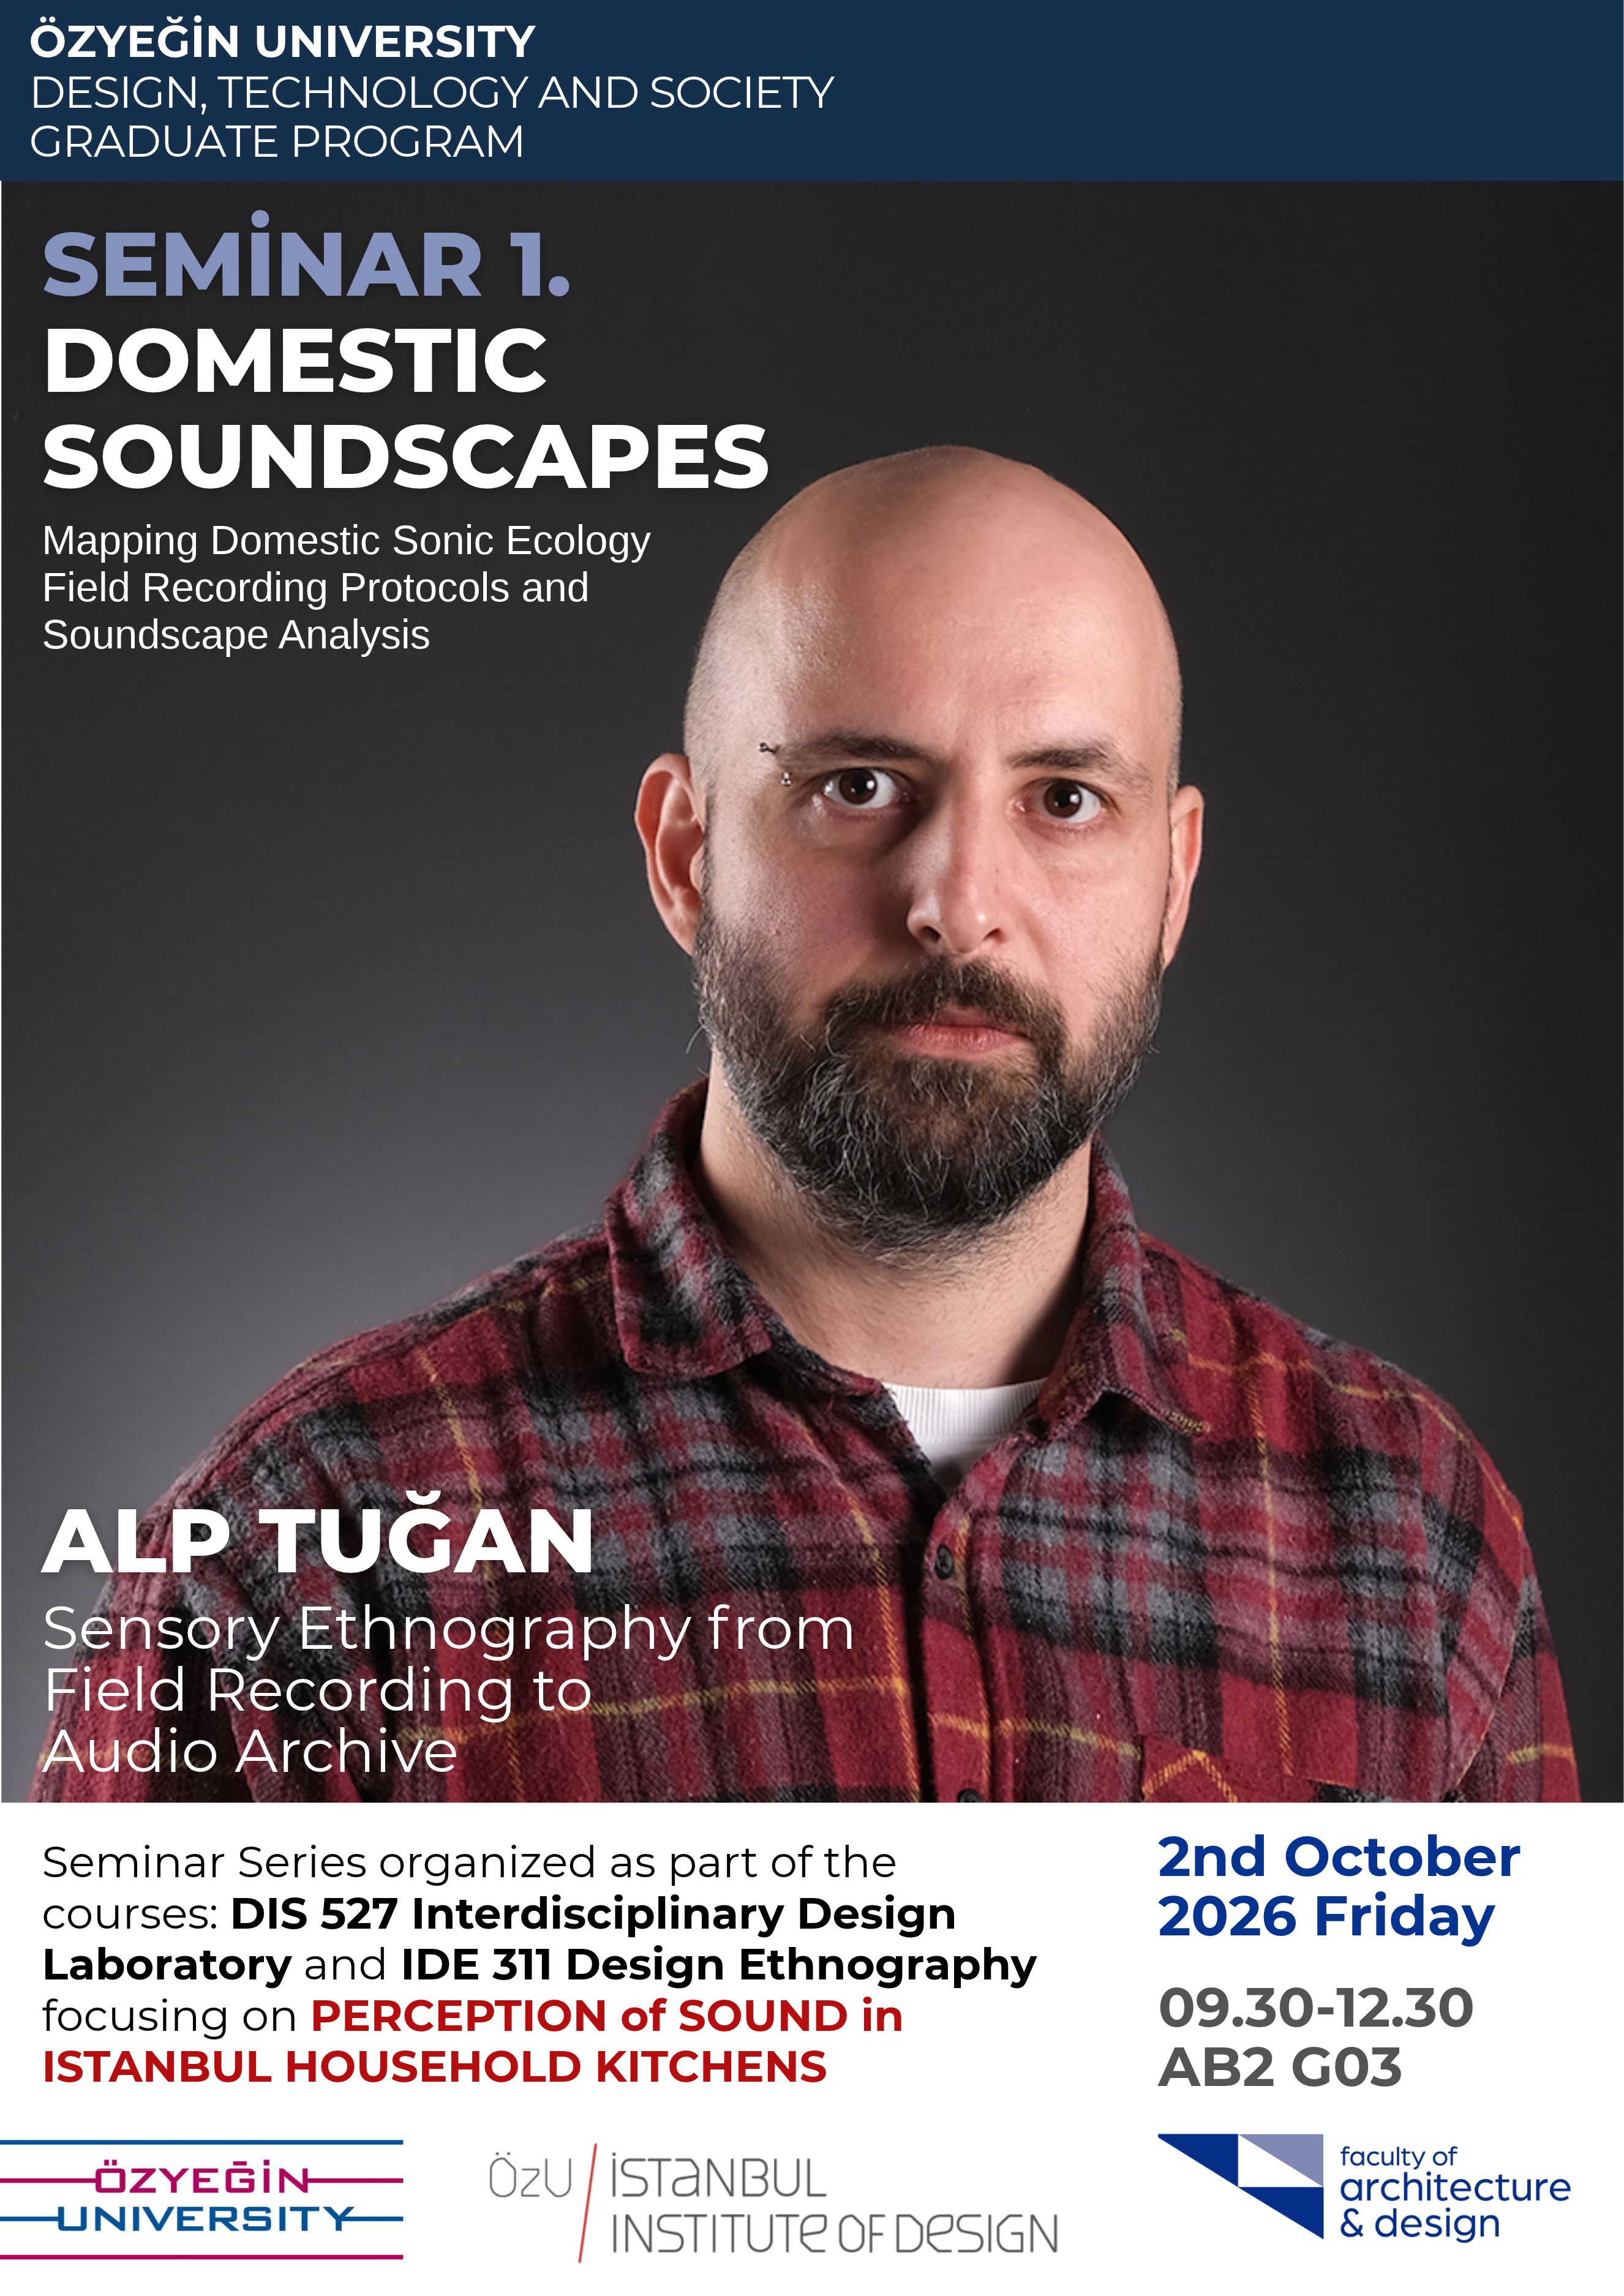 ÖZYEĞİN UNIVERSITY
DESIGN, TECHNOLOGY AND SOCIETY
GRADUATE PROGRAM
SEMİNAR 1.
DOMESTIC
SOUNDSCAPES
Mapping Domestic Sonic Ecology
Field Recording Protocols and
Soundscape Analysis
ALP TUĞAN
Sensory Ethnography from
Field Recording to
Audio Archive
Seminar Series organized as part of the
courses: DIS 527 Interdisciplinary Design
Laboratory and IDE 311 Design Ethnography
focusing on PERCEPTION of SOUND in
ISTANBUL HOUSEHOLD KITCHENS
2nd October
2026 Friday
09.30-12.30
AB2 G03
ÖZYEĞİN
UNIVERSITY
ÖzU / İSTANBUL
INSTITUTE OF DESIGN
faculty of
architecture
& design